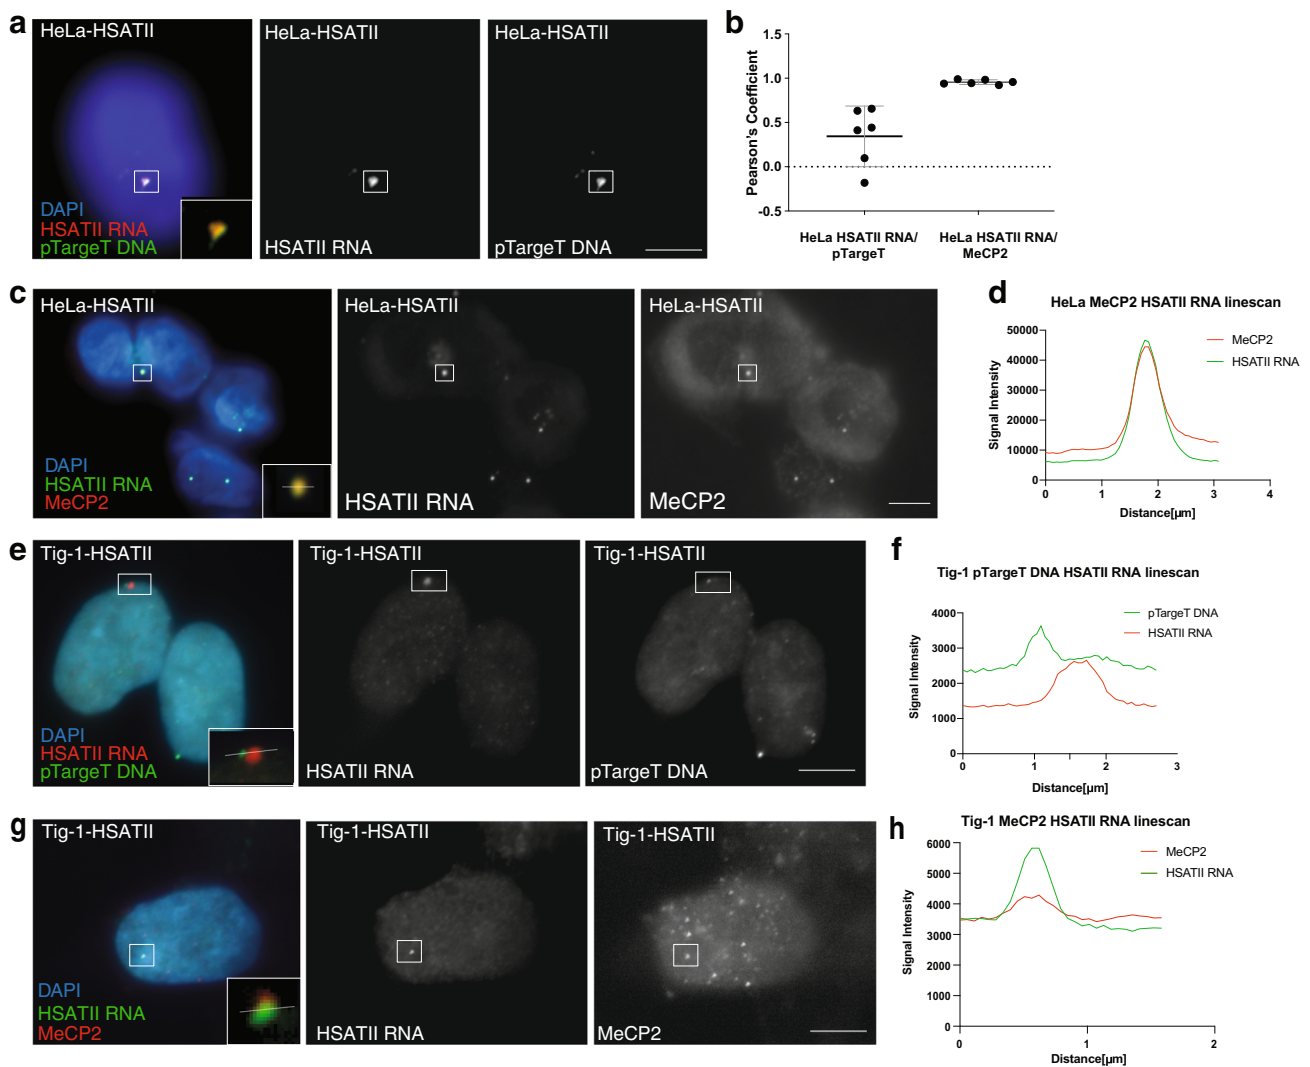 a
HeLa-HSATII
DAPI
HSATII RNA
pTargeT DNA
HeLa-HSATII
HSATII RNA
HeLa-HSATII
pTargeT DNA
b
Pearson's Coefficient
1.5
1.0
0.5
0.0
-0.5
HeLa HSATII RNA/
pTargeT
HeLa HSATII RNA/
MeCP2
c
HeLa-HSATII
DAPI
HSATII RNA
MeCP2
HeLa-HSATII
HSATII RNA
HeLa-HSATII
MeCP2
d
HeLa MeCP2 HSATII RNA linescan
MeCP2
HSATII RNA
Signal Intensity
50000
40000
30000
20000
10000
0
0 1 2 3 4
Distance[µm]
e
Tig-1-HSATII
DAPI
HSATII RNA
pTargeT DNA
Tig-1-HSATII
HSATII RNA
Tig-1-HSATII
pTargeT DNA
f
Tig-1 pTargeT DNA HSATII RNA linescan
pTargeT DNA
HSATII RNA
Signal Intensity
4000
3000
2000
1000
0
0 1 2 3
Distance[µm]
g
Tig-1-HSATII
DAPI
HSATII RNA
MeCP2
Tig-1-HSATII
HSATII RNA
Tig-1-HSATII
MeCP2
h
Tig-1 MeCP2 HSATII RNA linescan
MeCP2
HSATII RNA
Signal Intensity
6000
5000
4000
3000
2000
1000
0
0 1 2
Distance[µm]